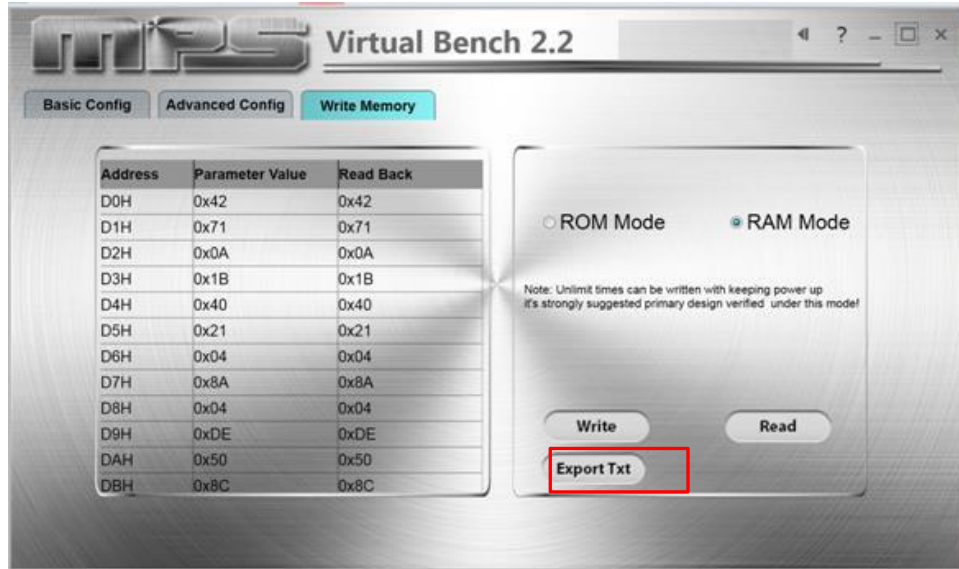 MPS Virtual Bench 2.2
?
Basic Config Advanced Config Write Memory
Address Parameter Value Read Back
D0H 0x42 0x42
D1H 0x71 0x71
D2H 0x0A 0x0A
D3H 0x1B 0x1B
D4H 0x40 0x40
D5H 0x21 0x21
D6H 0x04 0x04
D7H 0x8A 0x8A
D8H 0x04 0x04
D9H 0xDE 0xDE
DAH 0x50 0x50
DBH 0x8C 0x8C
ROM Mode RAM Mode
Note: Unlimit times can be written with keeping power up
it's strongly suggested primary design verified under this mode!
Write Read
Export Txt